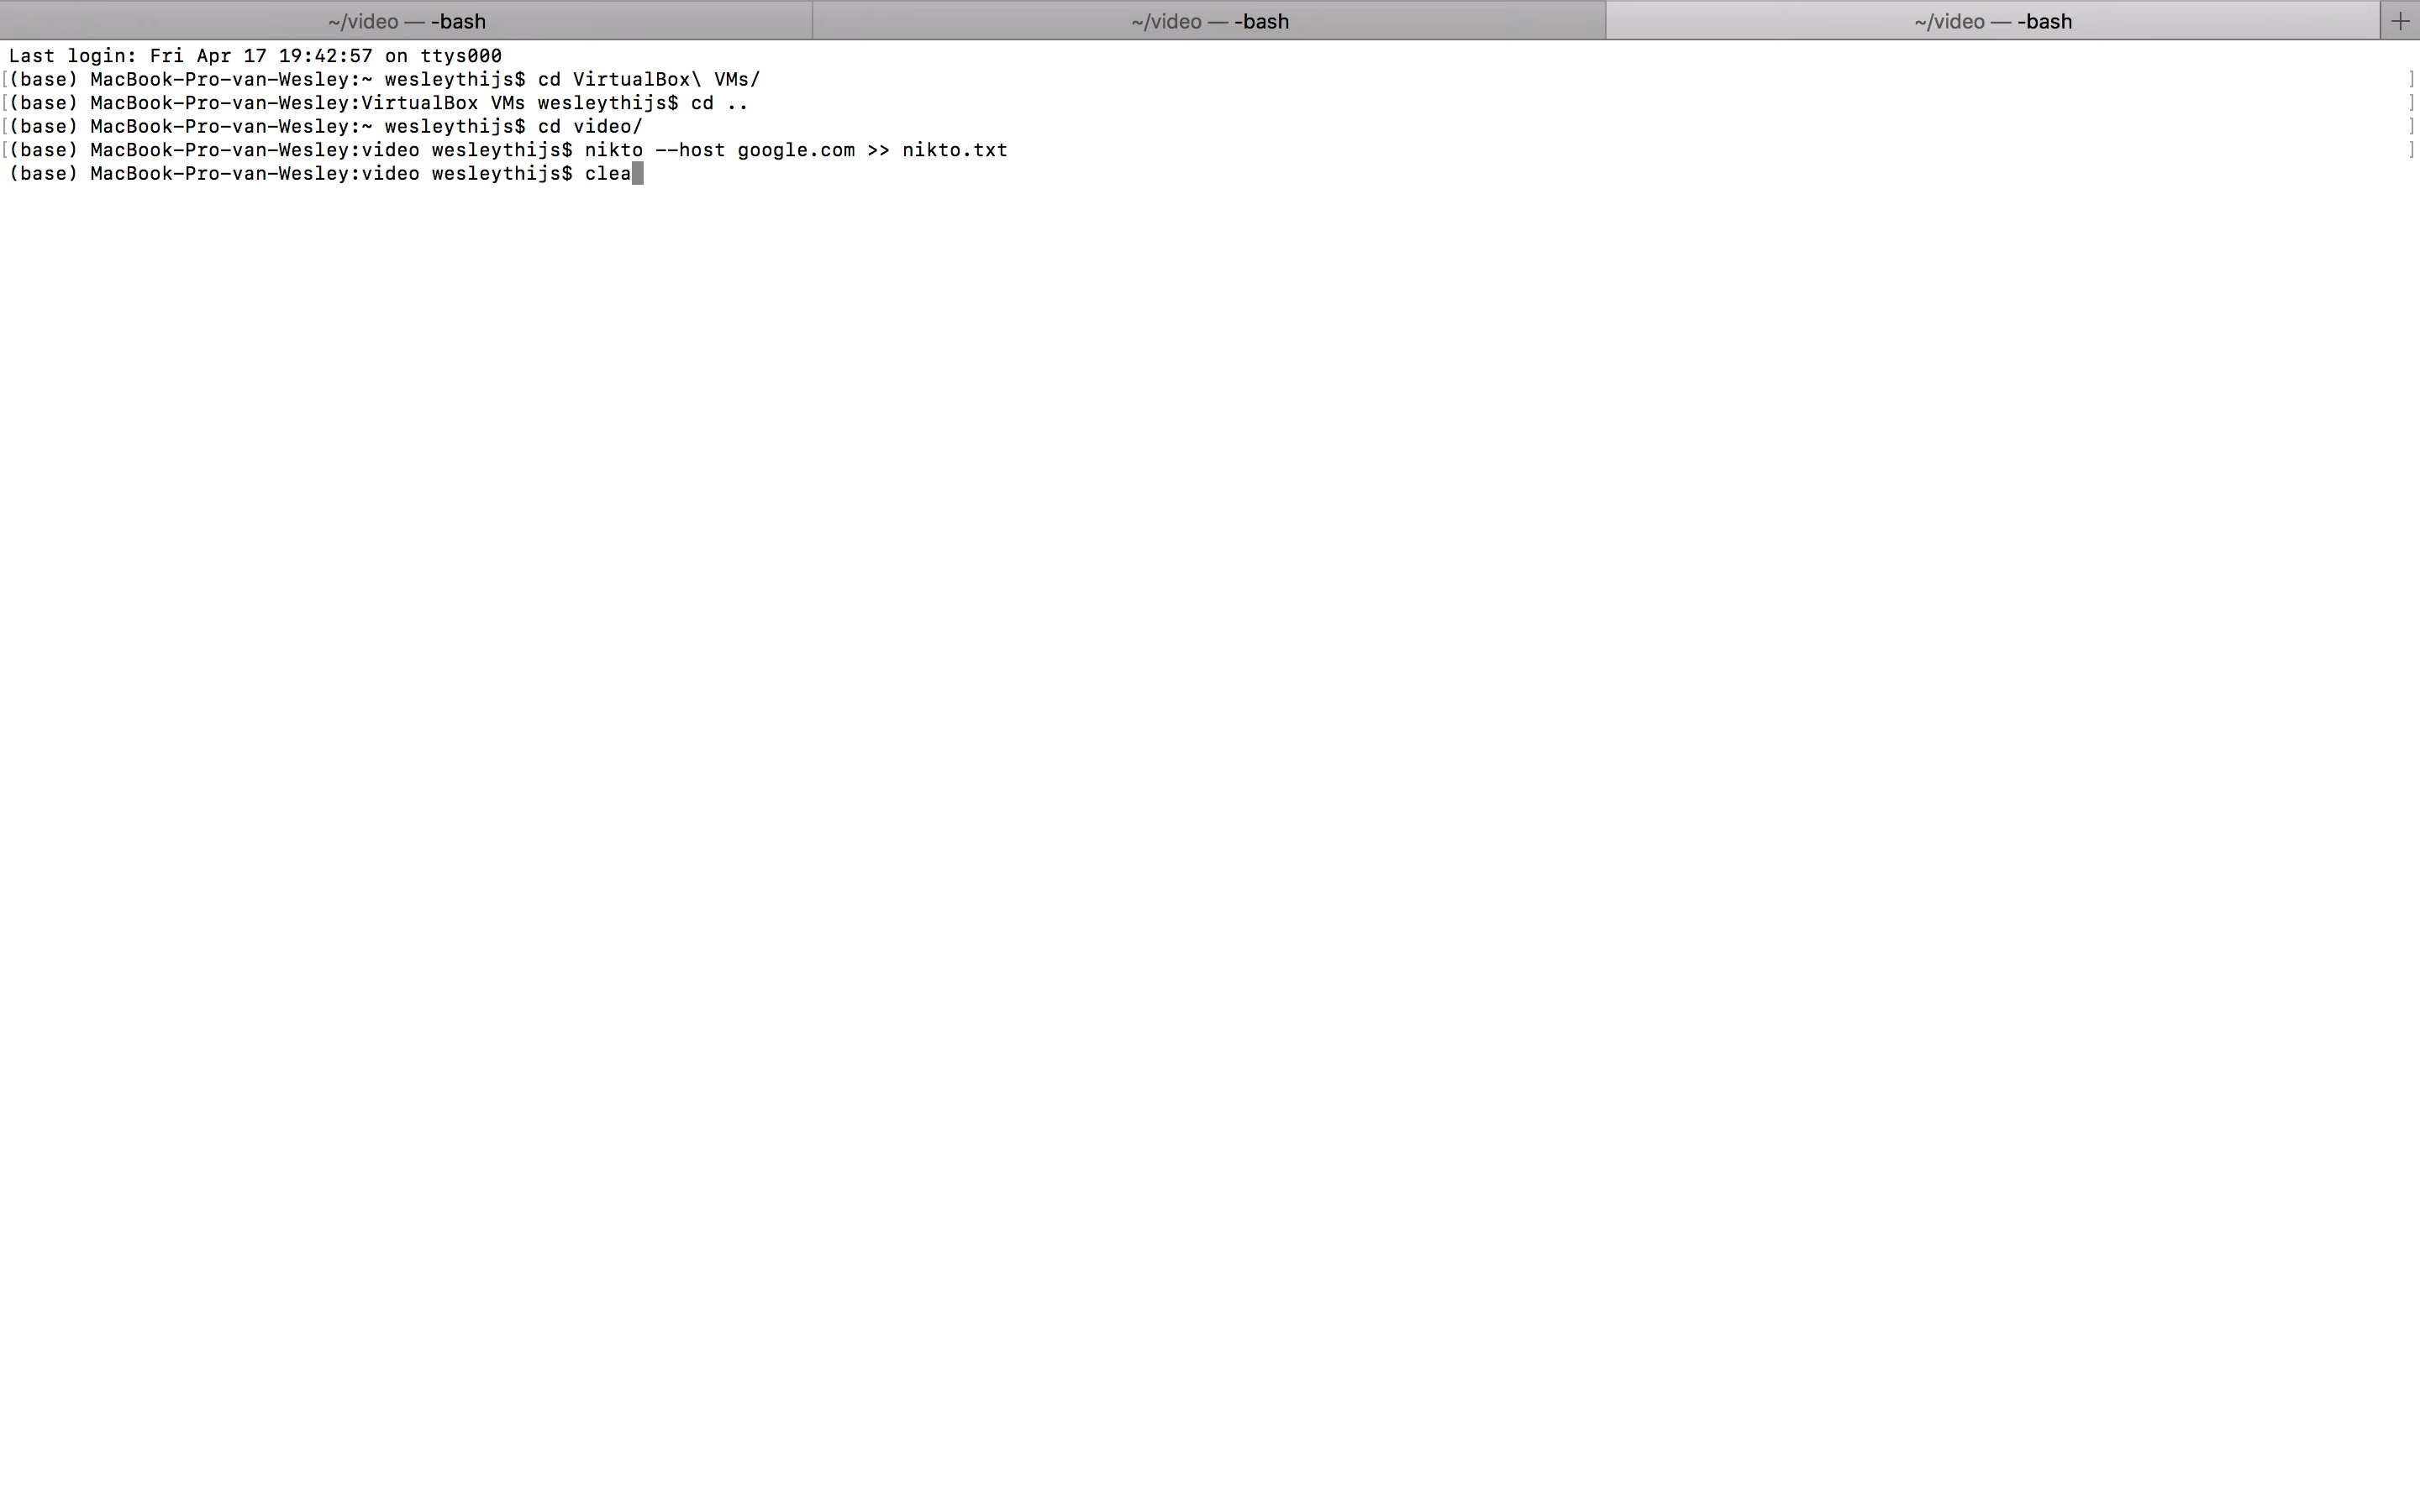 ~/video — -bash ~/video — -bash ~/video — -bash +
Last login: Fri Apr 17 19:42:57 on ttys000
[(base) MacBook-Pro-van-Wesley:~ wesleythijs$ cd VirtualBox\ VMs/ ]
[(base) MacBook-Pro-van-Wesley:VirtualBox VMs wesleythijs$ cd .. ]
[(base) MacBook-Pro-van-Wesley:~ wesleythijs$ cd video/ ]
[(base) MacBook-Pro-van-Wesley:video wesleythijs$ nikto --host google.com >> nikto.txt ]
(base) MacBook-Pro-van-Wesley:video wesleythijs$ clea